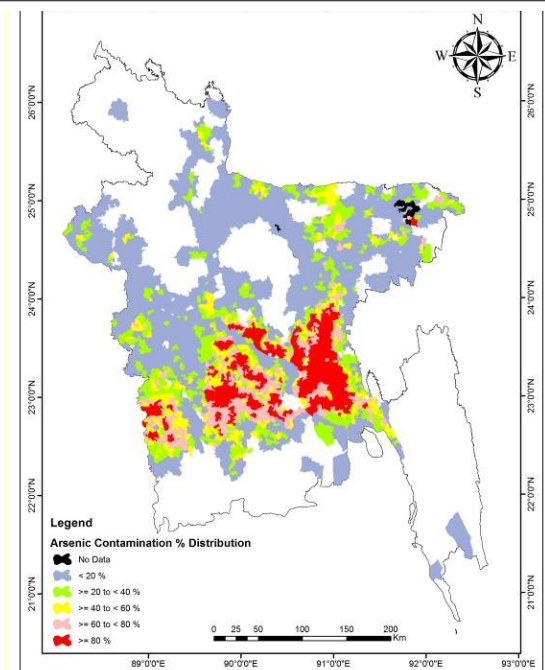 N
W E
S
26°0'0"N
26°0'0"N
25°0'0"N
25°0'0"N
24°0'0"N
24°0'0"N
23°0'0"N
23°0'0"N
22°0'0"N
22°0'0"N
21°0'0"N
21°0'0"N
Legend
Arsenic Contamination % Distribution
No Data
< 20 %
>= 20 to < 40 %
>= 40 to < 60 %
>= 60 to < 80 %
>= 80 %
0 25 50 100 150 200
Km
89°0'0"E 90°0'0"E 91°0'0"E 92°0'0"E 93°0'0"E